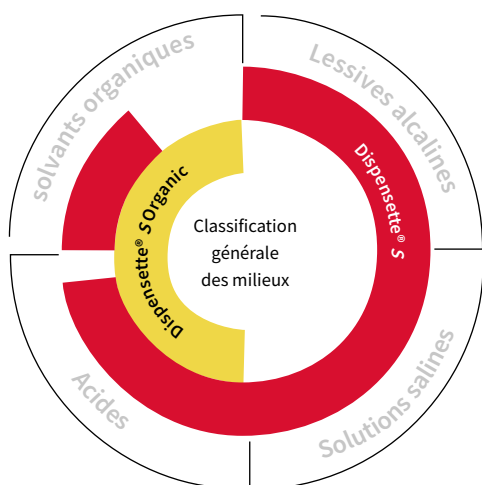 solvants organiques
Lessives alcalines
Dispensette® S
Dispensette® S Organic
Classification
générale
des milieux
Acides
Solutions salines